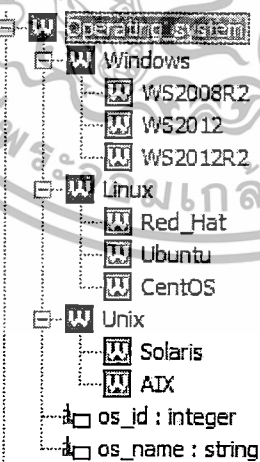 Operating_system
Windows
WS2008R2
WS2012
WS2012R2
Linux
Red_Hat
Ubuntu
CentOS
Unix
Solaris
AIX
os_id : integer
os_name : string